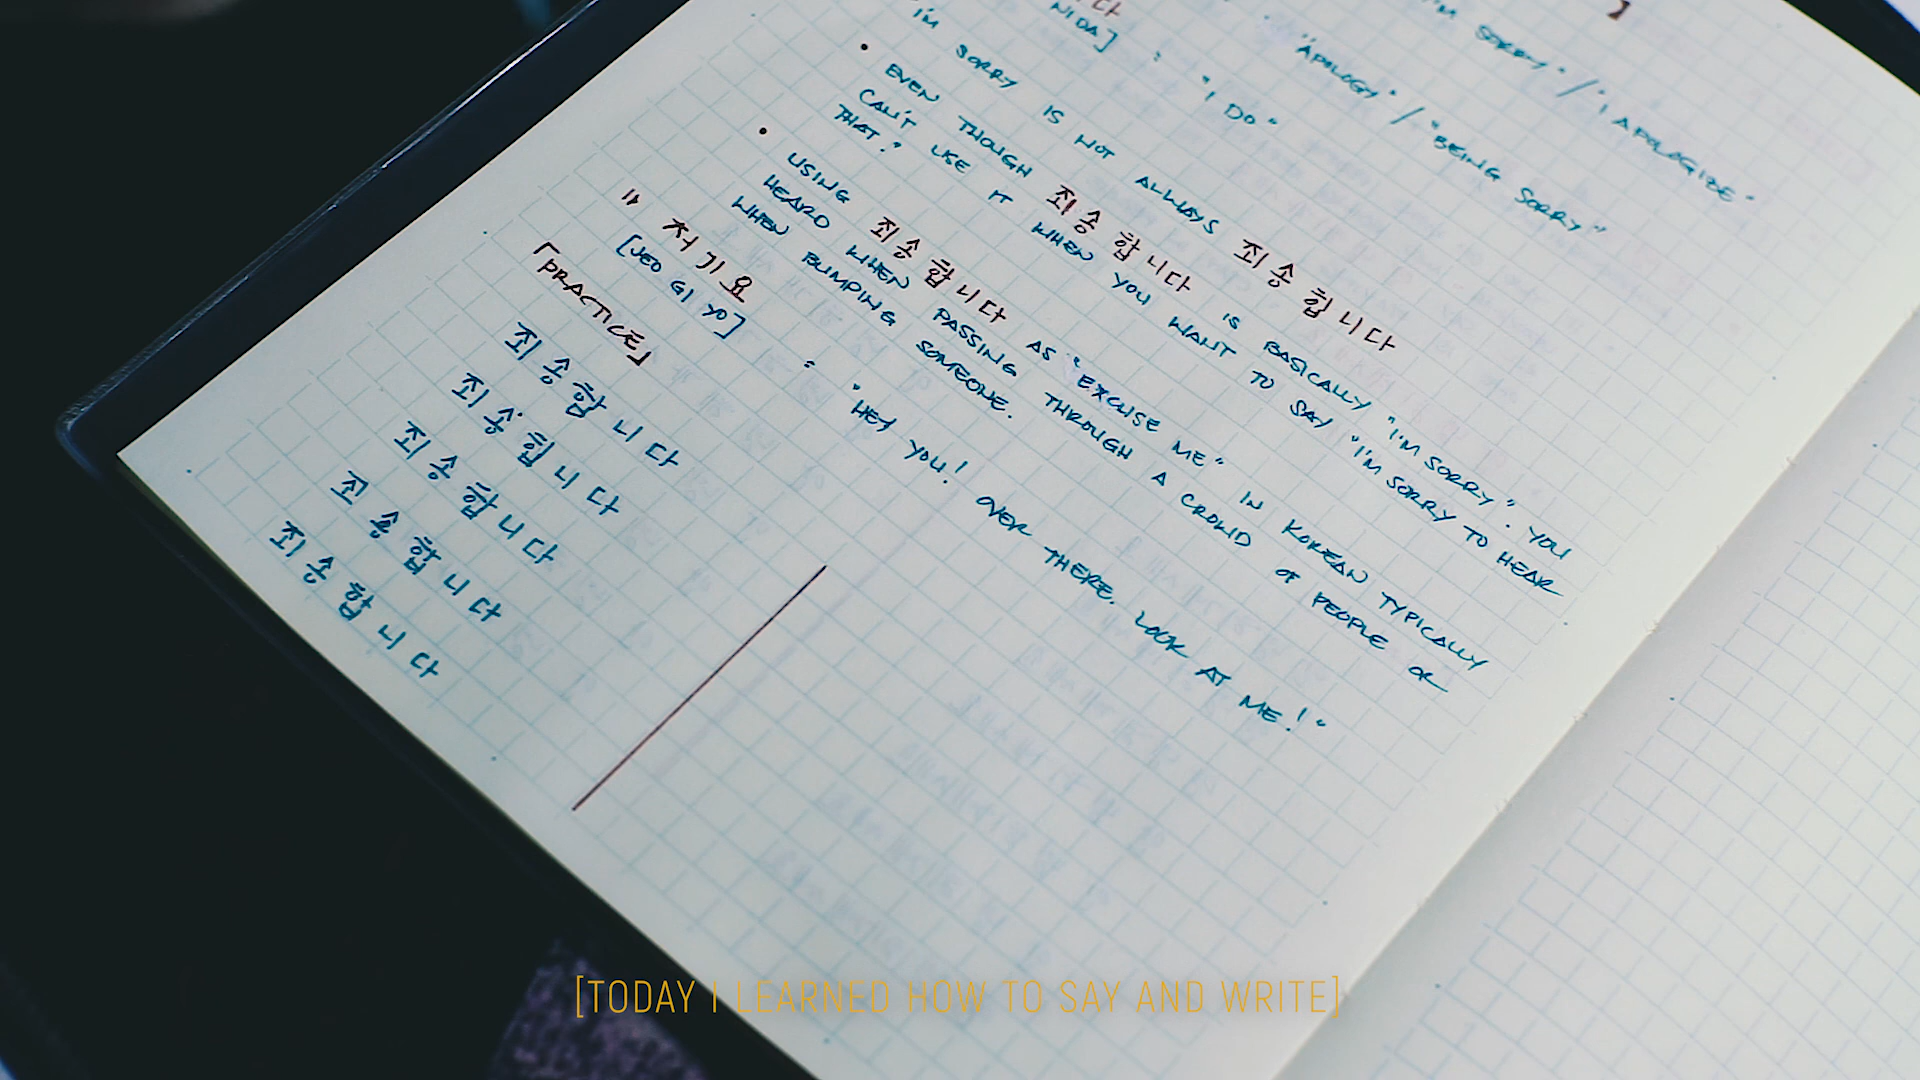 "I'M SORRY" / "I APOLOGIZE"
"APOLOGY" / "BEING SORRY"
NIDA] : "I DO"
I'M SORRY IS NOT ALWAYS 죄송합니다
• EVEN THOUGH 죄송합니다 IS BASICALLY "I'M SORRY". YOU
CAN'T USE IT WHEN YOU WANT TO SAY "I'M SORRY TO HEAR
THAT."
• USING 죄송합니다 AS "EXCUSE ME" IN KOREAN TYPICALLY
HEARD WHEN PASSING THROUGH A CROWD OF PEOPLE OR
WHEN BUMPING SOMEONE.
" 저기요
[JEO GI YO] : "HEY YOU! OVER THERE. LOOK AT ME!"
「PRACTICE」
죄송합니다
죄송합니다
죄송합니다
죄송합니다
죄송합니다
[TODAY I LEARNED HOW TO SAY AND WRITE]